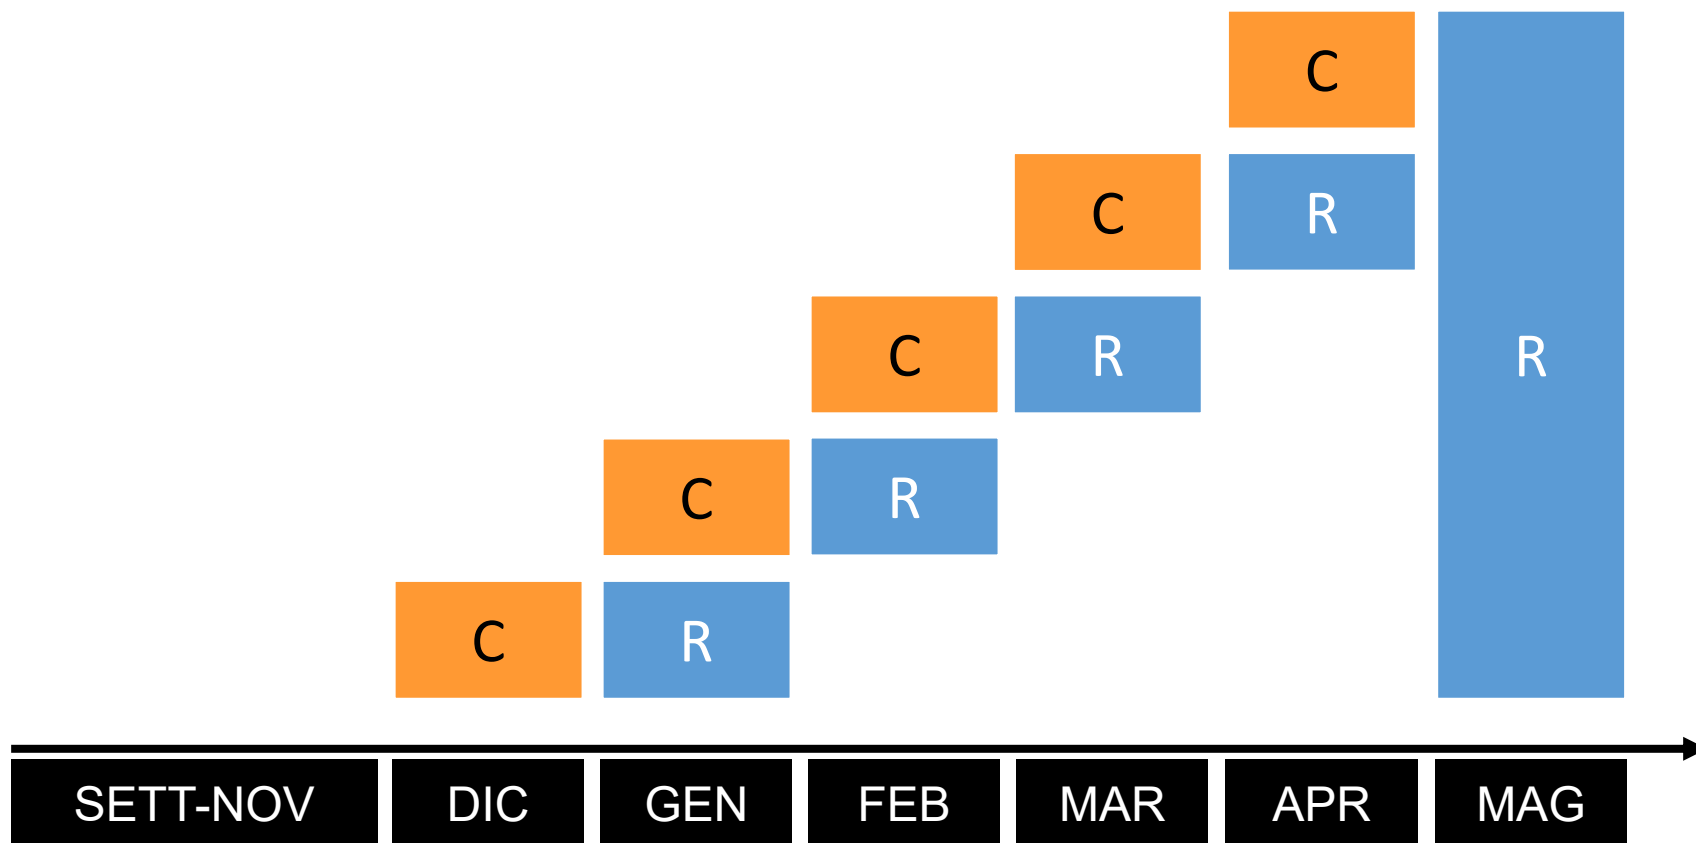 C
C R
C R R
C R
C R
SETT-NOV DIC GEN FEB MAR APR MAG